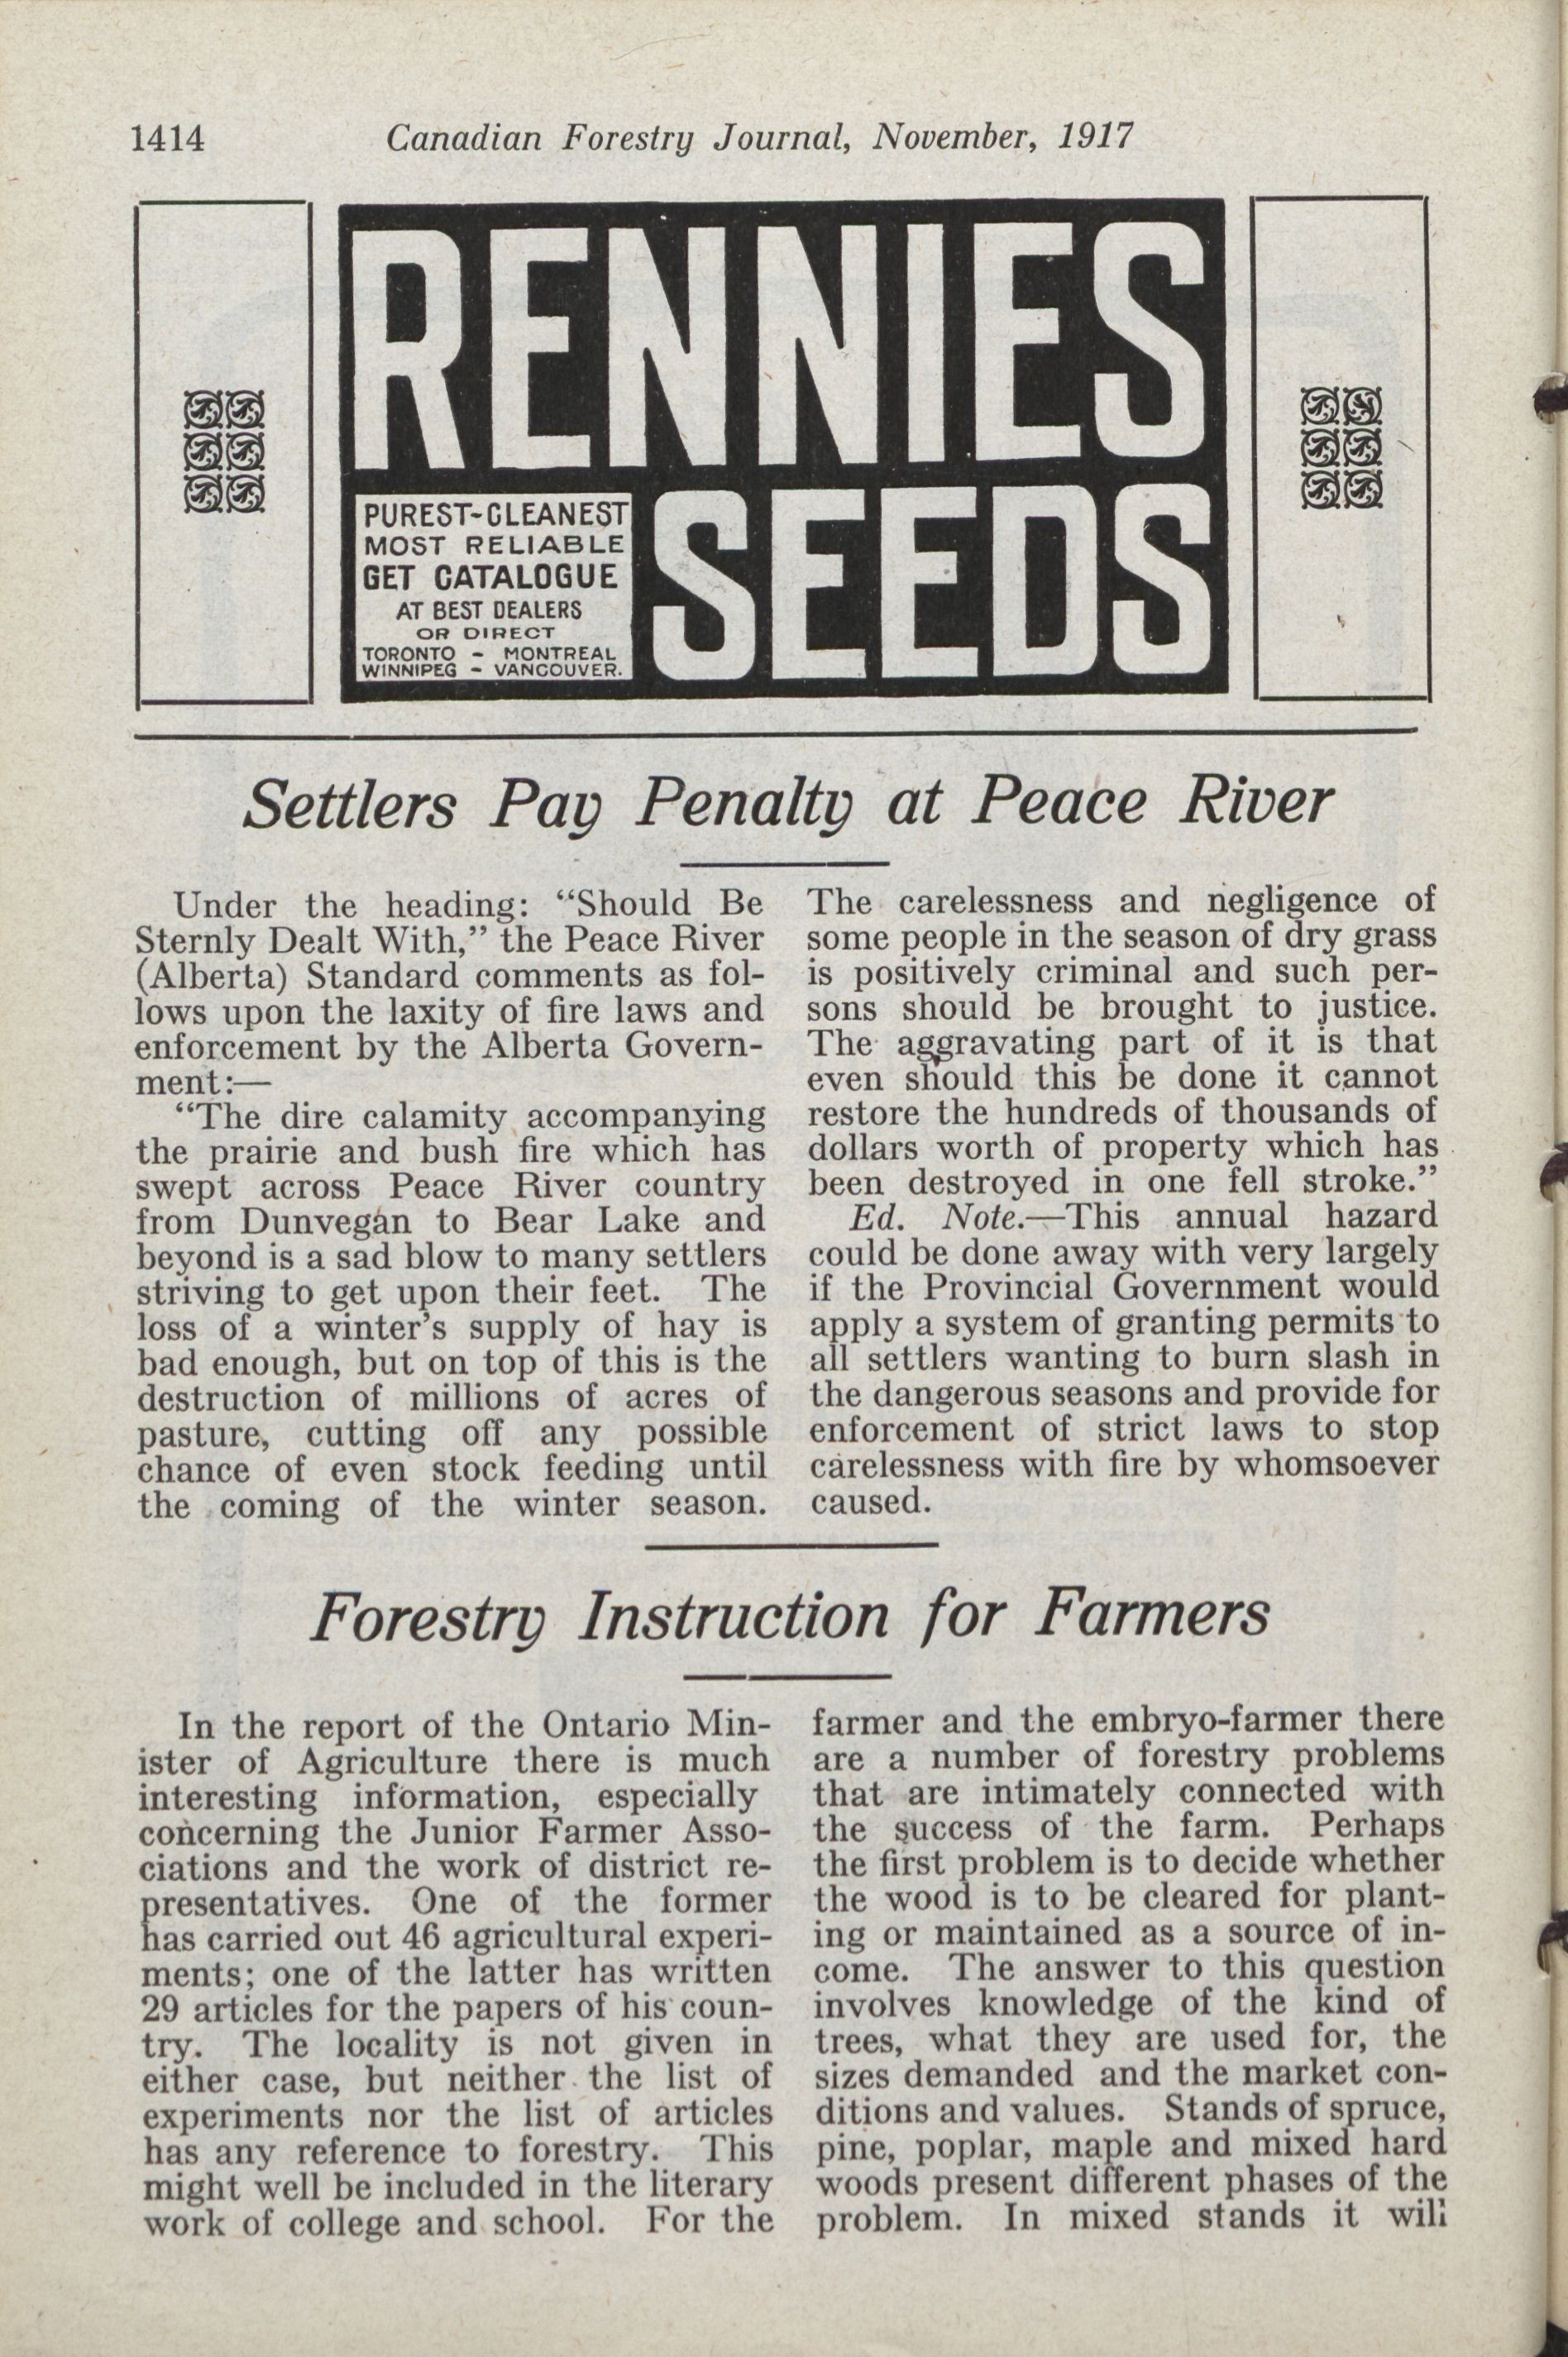 1414
Canadian Forestry Journal, November, 1917
RENNIES
SEEDS
PUREST-CLEANEST
MOST RELIABLE
GET CATALOGUE
AT BEST DEALERS
OR DIRECT
TORONTO - MONTREAL
WINNIPEG - VANCOUVER.
Settlers Pay Penalty at Peace River
Under the heading: “Should Be
Sternly Dealt With,” the Peace River
(Alberta) Standard comments as fol-
lows upon the laxity of fire laws and
enforcement by the Alberta Govern-
ment:—
“The dire calamity accompanying
the prairie and bush fire which has
swept across Peace River country
from Dunvegan to Bear Lake and
beyond is a sad blow to many settlers
striving to get upon their feet. The
loss of a winter’s supply of hay is
bad enough, but on top of this is the
destruction of millions of acres of
pasture, cutting off any possible
chance of even stock feeding until
the coming of the winter season.
The carelessness and negligence of
some people in the season of dry grass
is positively criminal and such per-
sons should be brought to justice.
The aggravating part of it is that
even should this be done it cannot
restore the hundreds of thousands of
dollars worth of property which has
been destroyed in one fell stroke.”
Ed. Note.—This annual hazard
could be done away with very largely
if the Provincial Government would
apply a system of granting permits to
all settlers wanting to burn slash in
the dangerous seasons and provide for
enforcement of strict laws to stop
carelessness with fire by whomsoever
caused.
Forestry Instruction for Farmers
In the report of the Ontario Min-
ister of Agriculture there is much
interesting information, especially
concerning the Junior Farmer Asso-
ciations and the work of district re-
presentatives. One of the former
has carried out 46 agricultural experi-
ments; one of the latter has written
29 articles for the papers of his coun-
try. The locality is not given in
either case, but neither the list of
experiments nor the list of articles
has any reference to forestry. This
might well be included in the literary
work of college and school. For the
farmer and the embryo-farmer there
are a number of forestry problems
that are intimately connected with
the success of the farm. Perhaps
the first problem is to decide whether
the wood is to be cleared for plant-
ing or maintained as a source of in-
come. The answer to this question
involves knowledge of the kind of
trees, what they are used for, the
sizes demanded and the market con-
ditions and values. Stands of spruce,
pine, poplar, maple and mixed hard
woods present different phases of the
problem. In mixed stands it will